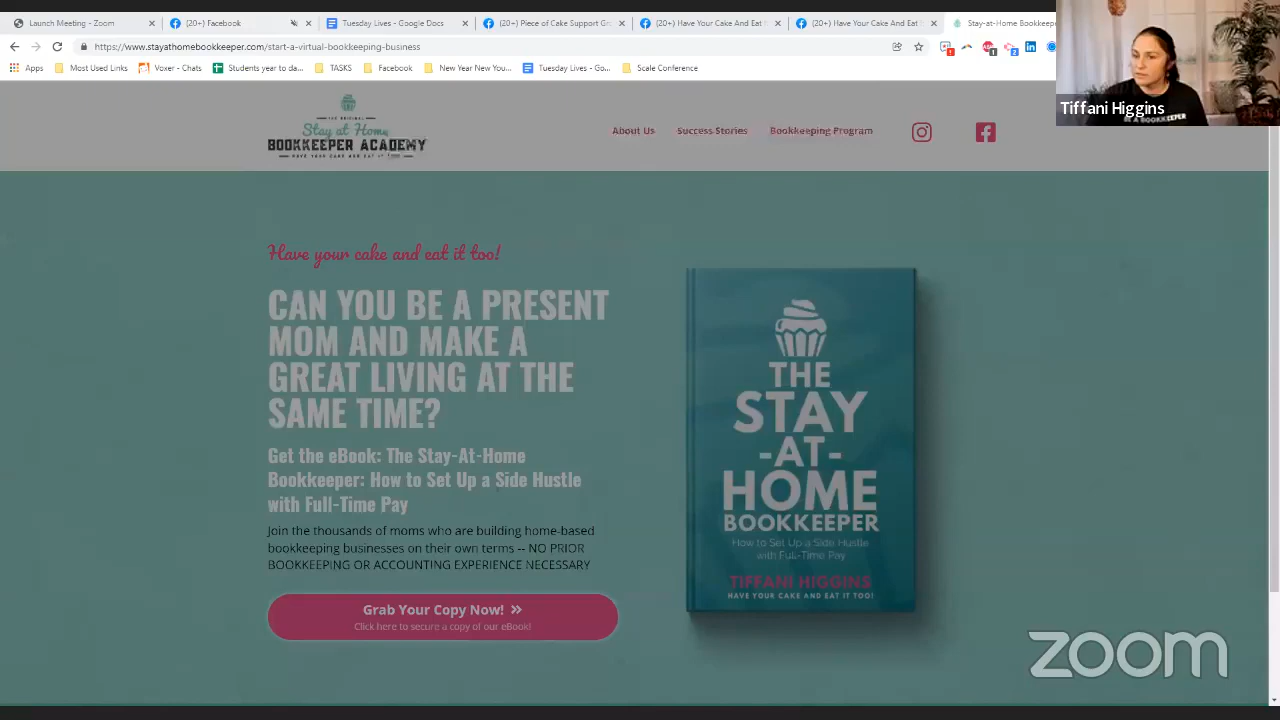 Launch Meeting - Zoom
(20+) Facebook
Tuesday Lives - Google Docs
(20+) Piece of Cake Support Gr
(20+) Have Your Cake And Eat
(20+) Have Your Cake And Eat
Stay-at-Home Bookkeepe
https://www.stayathomebookkeeper.com/start-a-virtual-bookkeeping-business
Apps
Most Used Links
Voxer - Chats
Students year to da...
TASKS
Facebook
New Year New You...
Tuesday Lives - Go...
Scale Conference
Tiffani Higgins
BE A BOOKKEEPER
THE ORIGINAL
Stay at Home
BOOKKEEPER ACADEMY
HAVE YOUR CAKE AND EAT IT TOO!
About Us
Success Stories
Bookkeeping Program
Have your cake and eat it too!
CAN YOU BE A PRESENT
MOM AND MAKE A
GREAT LIVING AT THE
SAME TIME?
Get the eBook: The Stay-At-Home
Bookkeeper: How to Set Up a Side Hustle
with Full-Time Pay
Join the thousands of moms who are building home-based
bookkeeping businesses on their own terms -- NO PRIOR
BOOKKEEPING OR ACCOUNTING EXPERIENCE NECESSARY
Grab Your Copy Now! »
Click here to secure a copy of our eBook!
THE
STAY
-AT-
HOME
BOOKKEEPER
How to Set Up a Side Hustle
with Full-Time Pay
TIFFANI HIGGINS
HAVE YOUR CAKE AND EAT IT TOO!
zoom